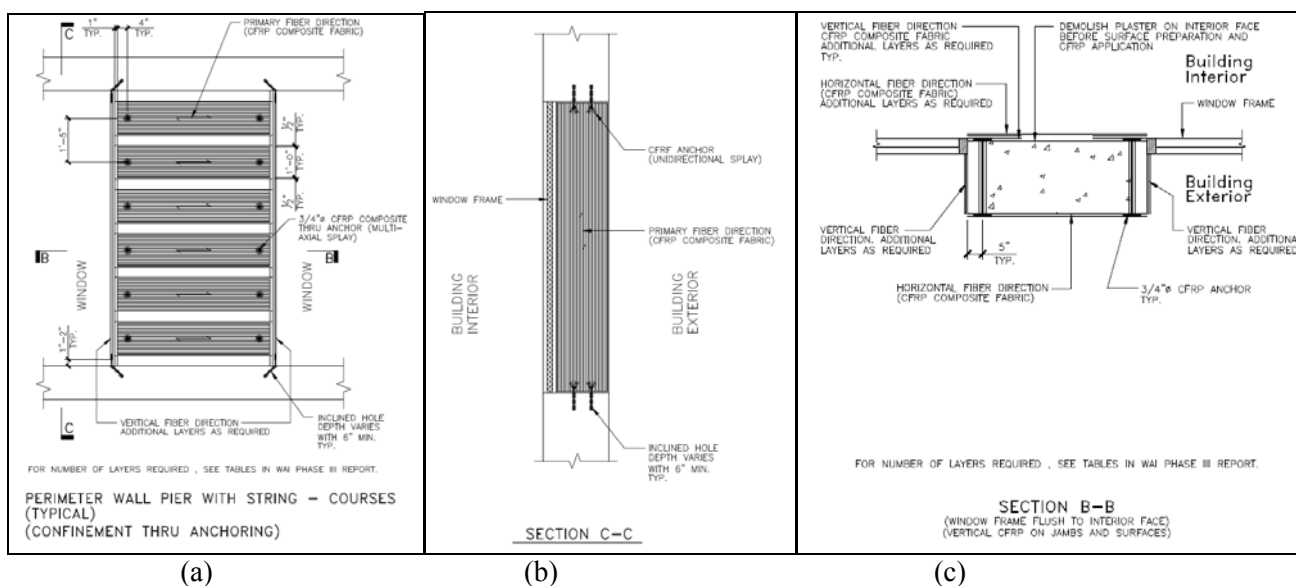 C
1"
TYP.
4"
TYP.
PRIMARY FIBER DIRECTION
(CFRP COMPOSITE FABRIC)
1'-5"
1/2"
TYP.
1'-0"
TYP.
1/2"
TYP.
3/4"ø CFRP COMPOSITE
THRU ANCHOR (MULTI-
AXIAL SPLAY)
B
B
WINDOW
WINDOW
1'-2"
TYP.
C
VERTICAL FIBER DIRECTION
ADDITIONAL LAYERS AS REQUIRED
INCLINED HOLE
DEPTH VARIES
WITH 6" MIN.
TYP.
FOR NUMBER OF LAYERS REQUIRED , SEE TABLES IN WAI PHASE III REPORT.
PERIMETER WALL PIER WITH STRING – COURSES
(TYPICAL)
(CONFINEMENT THRU ANCHORING)
(a)
CFRP ANCHOR
(UNIDIRECTIONAL SPLAY)
WINDOW FRAME
PRIMARY FIBER DIRECTION
(CFRP COMPOSITE FABRIC)
BUILDING
INTERIOR
BUILDING
EXTERIOR
INCLINED HOLE
DEPTH VARIES
WITH 6" MIN.
TYP.
SECTION C–C
(b)
VERTICAL FIBER DIRECTION
CFRP COMPOSITE FABRIC
ADDITIONAL LAYERS AS REQUIRED
TYP.
DEMOLISH PLASTER ON INTERIOR FACE
BEFORE SURFACE PREPARATION AND
CFRP APPLICATION
HORIZONTAL FIBER DIRECTION
(CFRP COMPOSITE FABRIC)
ADDITIONAL LAYERS AS REQUIRED
Building
Interior
WINDOW FRAME
Building
Exterior
VERTICAL FIBER
DIRECTION. ADDITIONAL
LAYERS AS REQUIRED
5"
TYP.
VERTICAL FIBER
DIRECTION. ADDITIONAL
LAYERS AS REQUIRED
HORIZONTAL FIBER DIRECTION
(CFRP COMPOSITE FABRIC)
3/4"ø CFRP ANCHOR
TYP.
FOR NUMBER OF LAYERS REQUIRED , SEE TABLES IN WAI PHASE III REPORT.
SECTION B–B
(WINDOW FRAME FLUSH TO INTERIOR FACE)
(VERTICAL CFRP ON JAMBS AND SURFACES)
(c)